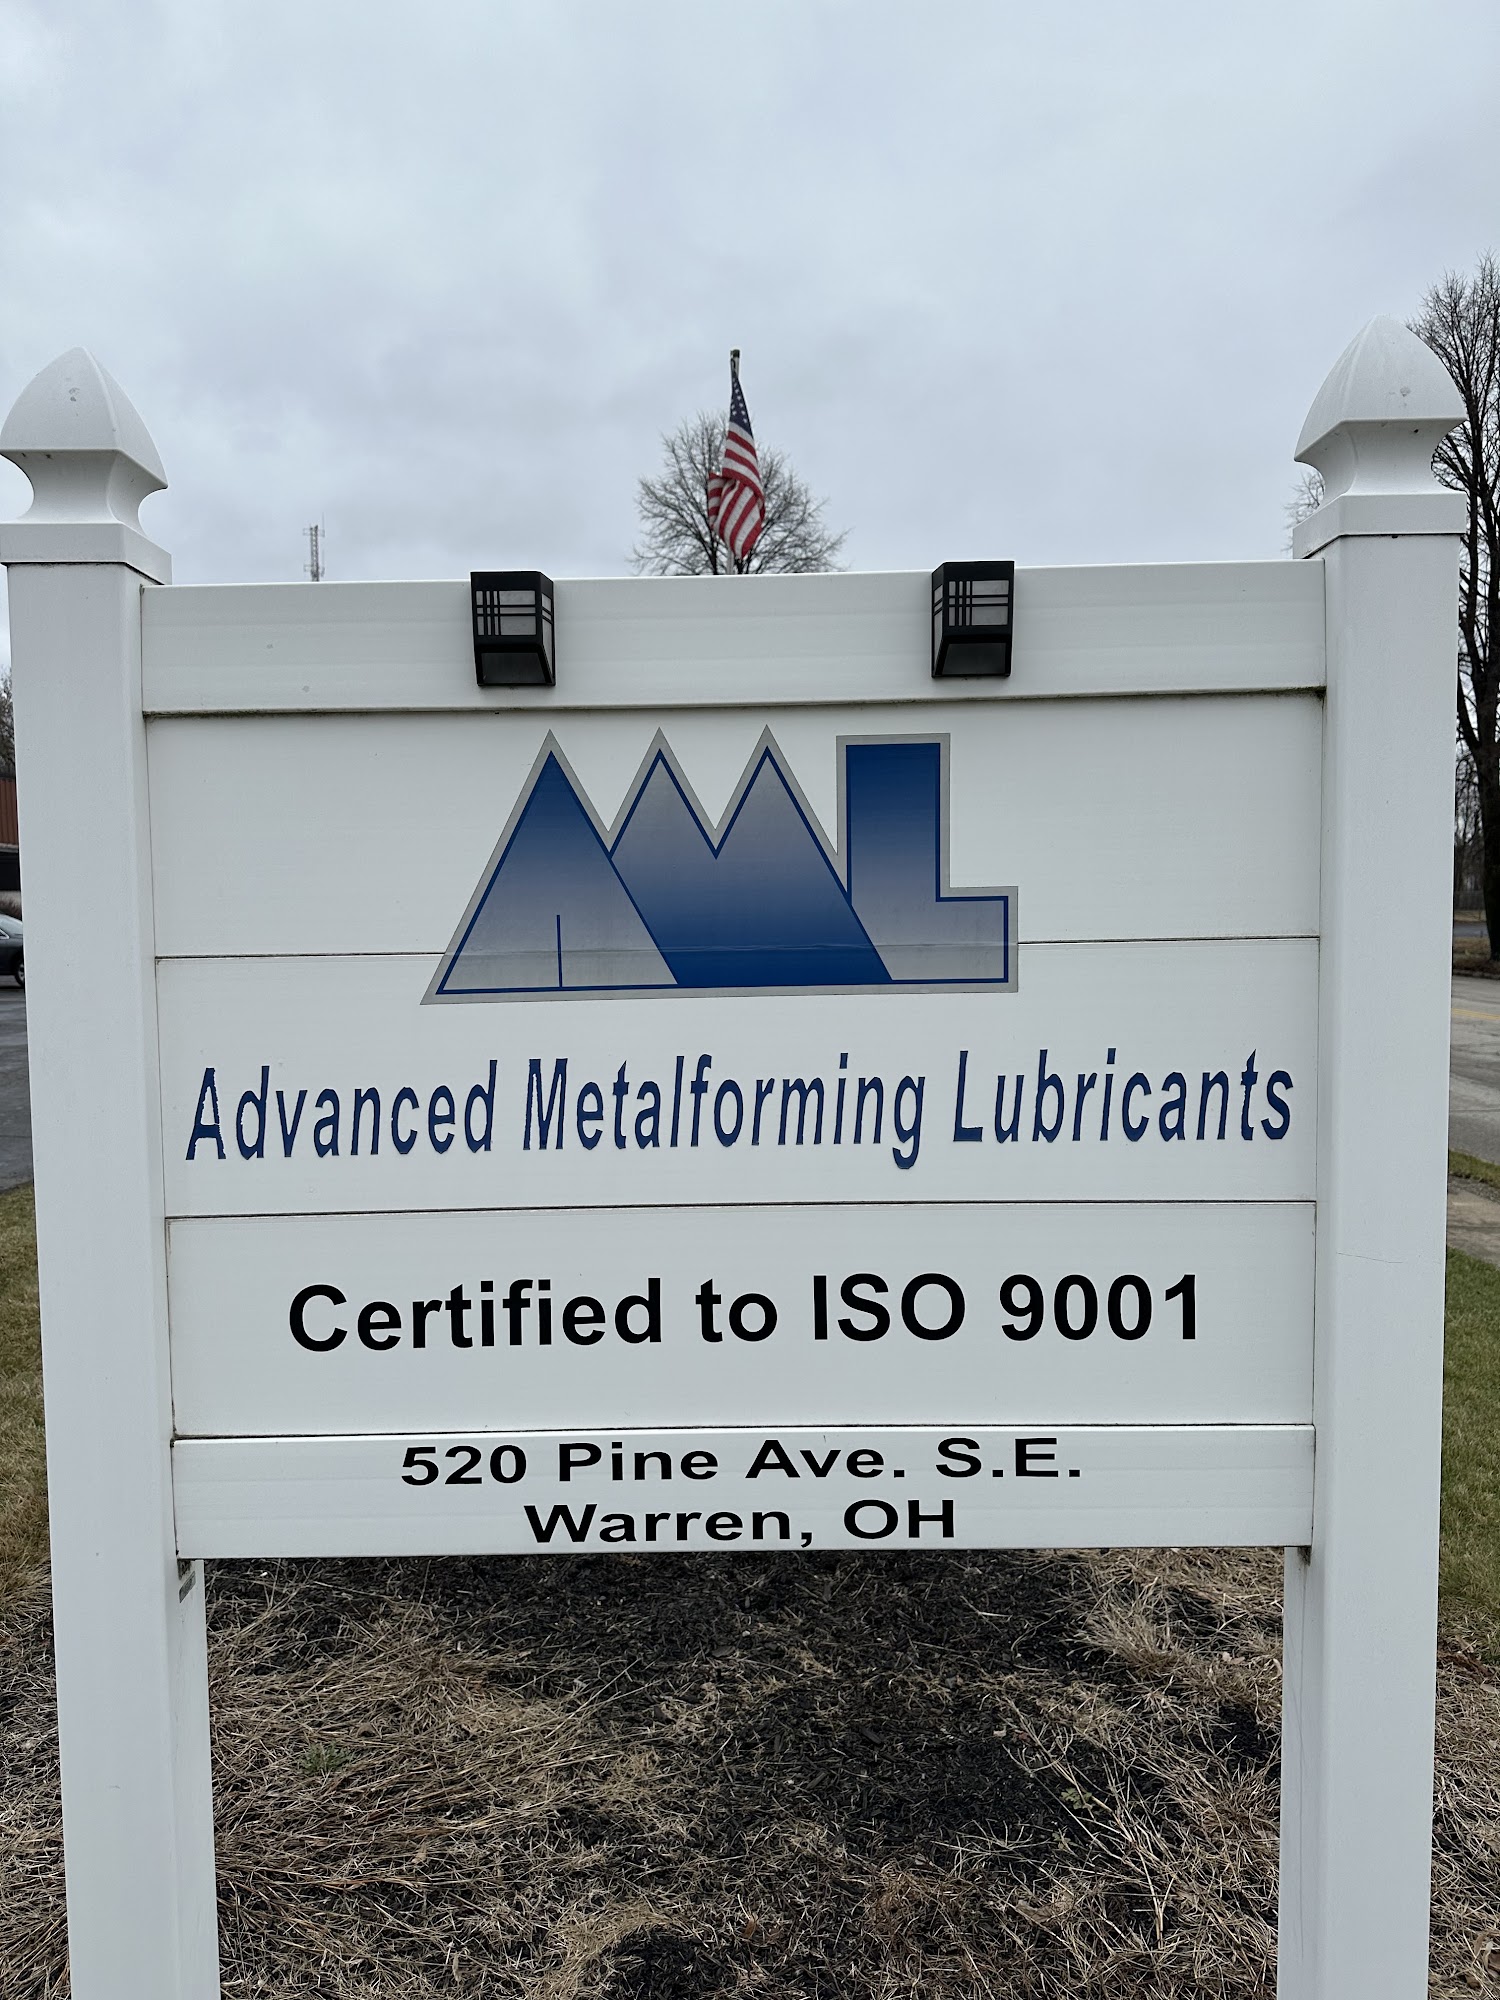 AML
Advanced Metalforming Lubricants
Certified to ISO 9001
520 Pine Ave. S.E.
Warren, OH